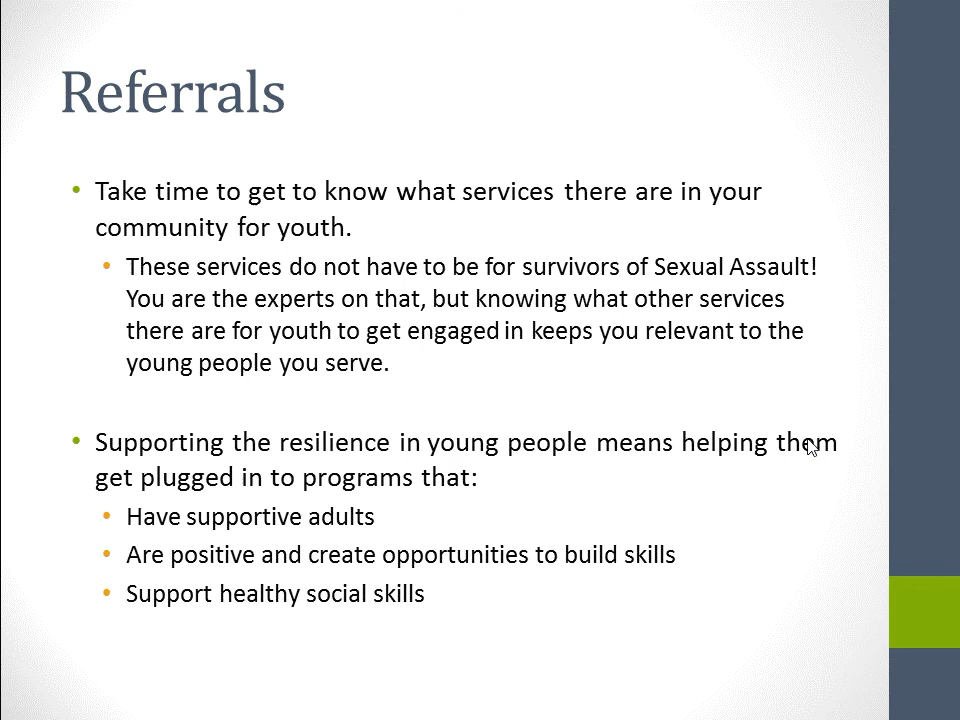 Referrals
• Take time to get to know what services there are in your
community for youth.
• These services do not have to be for survivors of Sexual Assault!
You are the experts on that, but knowing what other services
there are for youth to get engaged in keeps you relevant to the
young people you serve.
• Supporting the resilience in young people means helping them
get plugged in to programs that:
• Have supportive adults
• Are positive and create opportunities to build skills
• Support healthy social skills